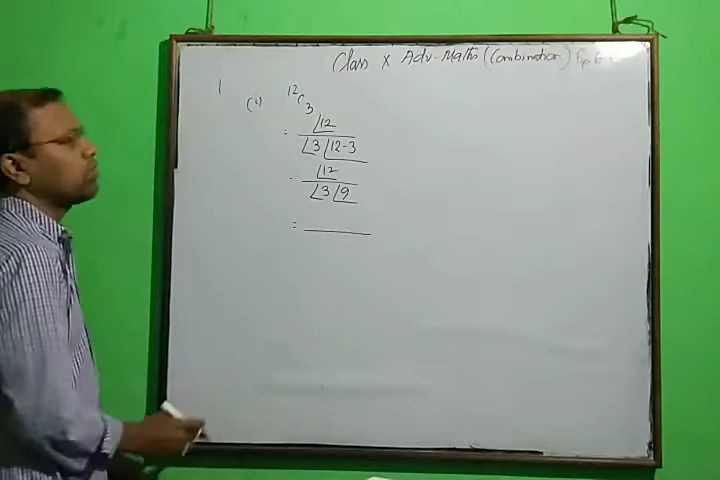 Class X Adv. Maths (Combination)
1
(i) ¹²C₃
= ∠12 / ∠3 ∠12-3
= ∠12 / ∠3 ∠9
=